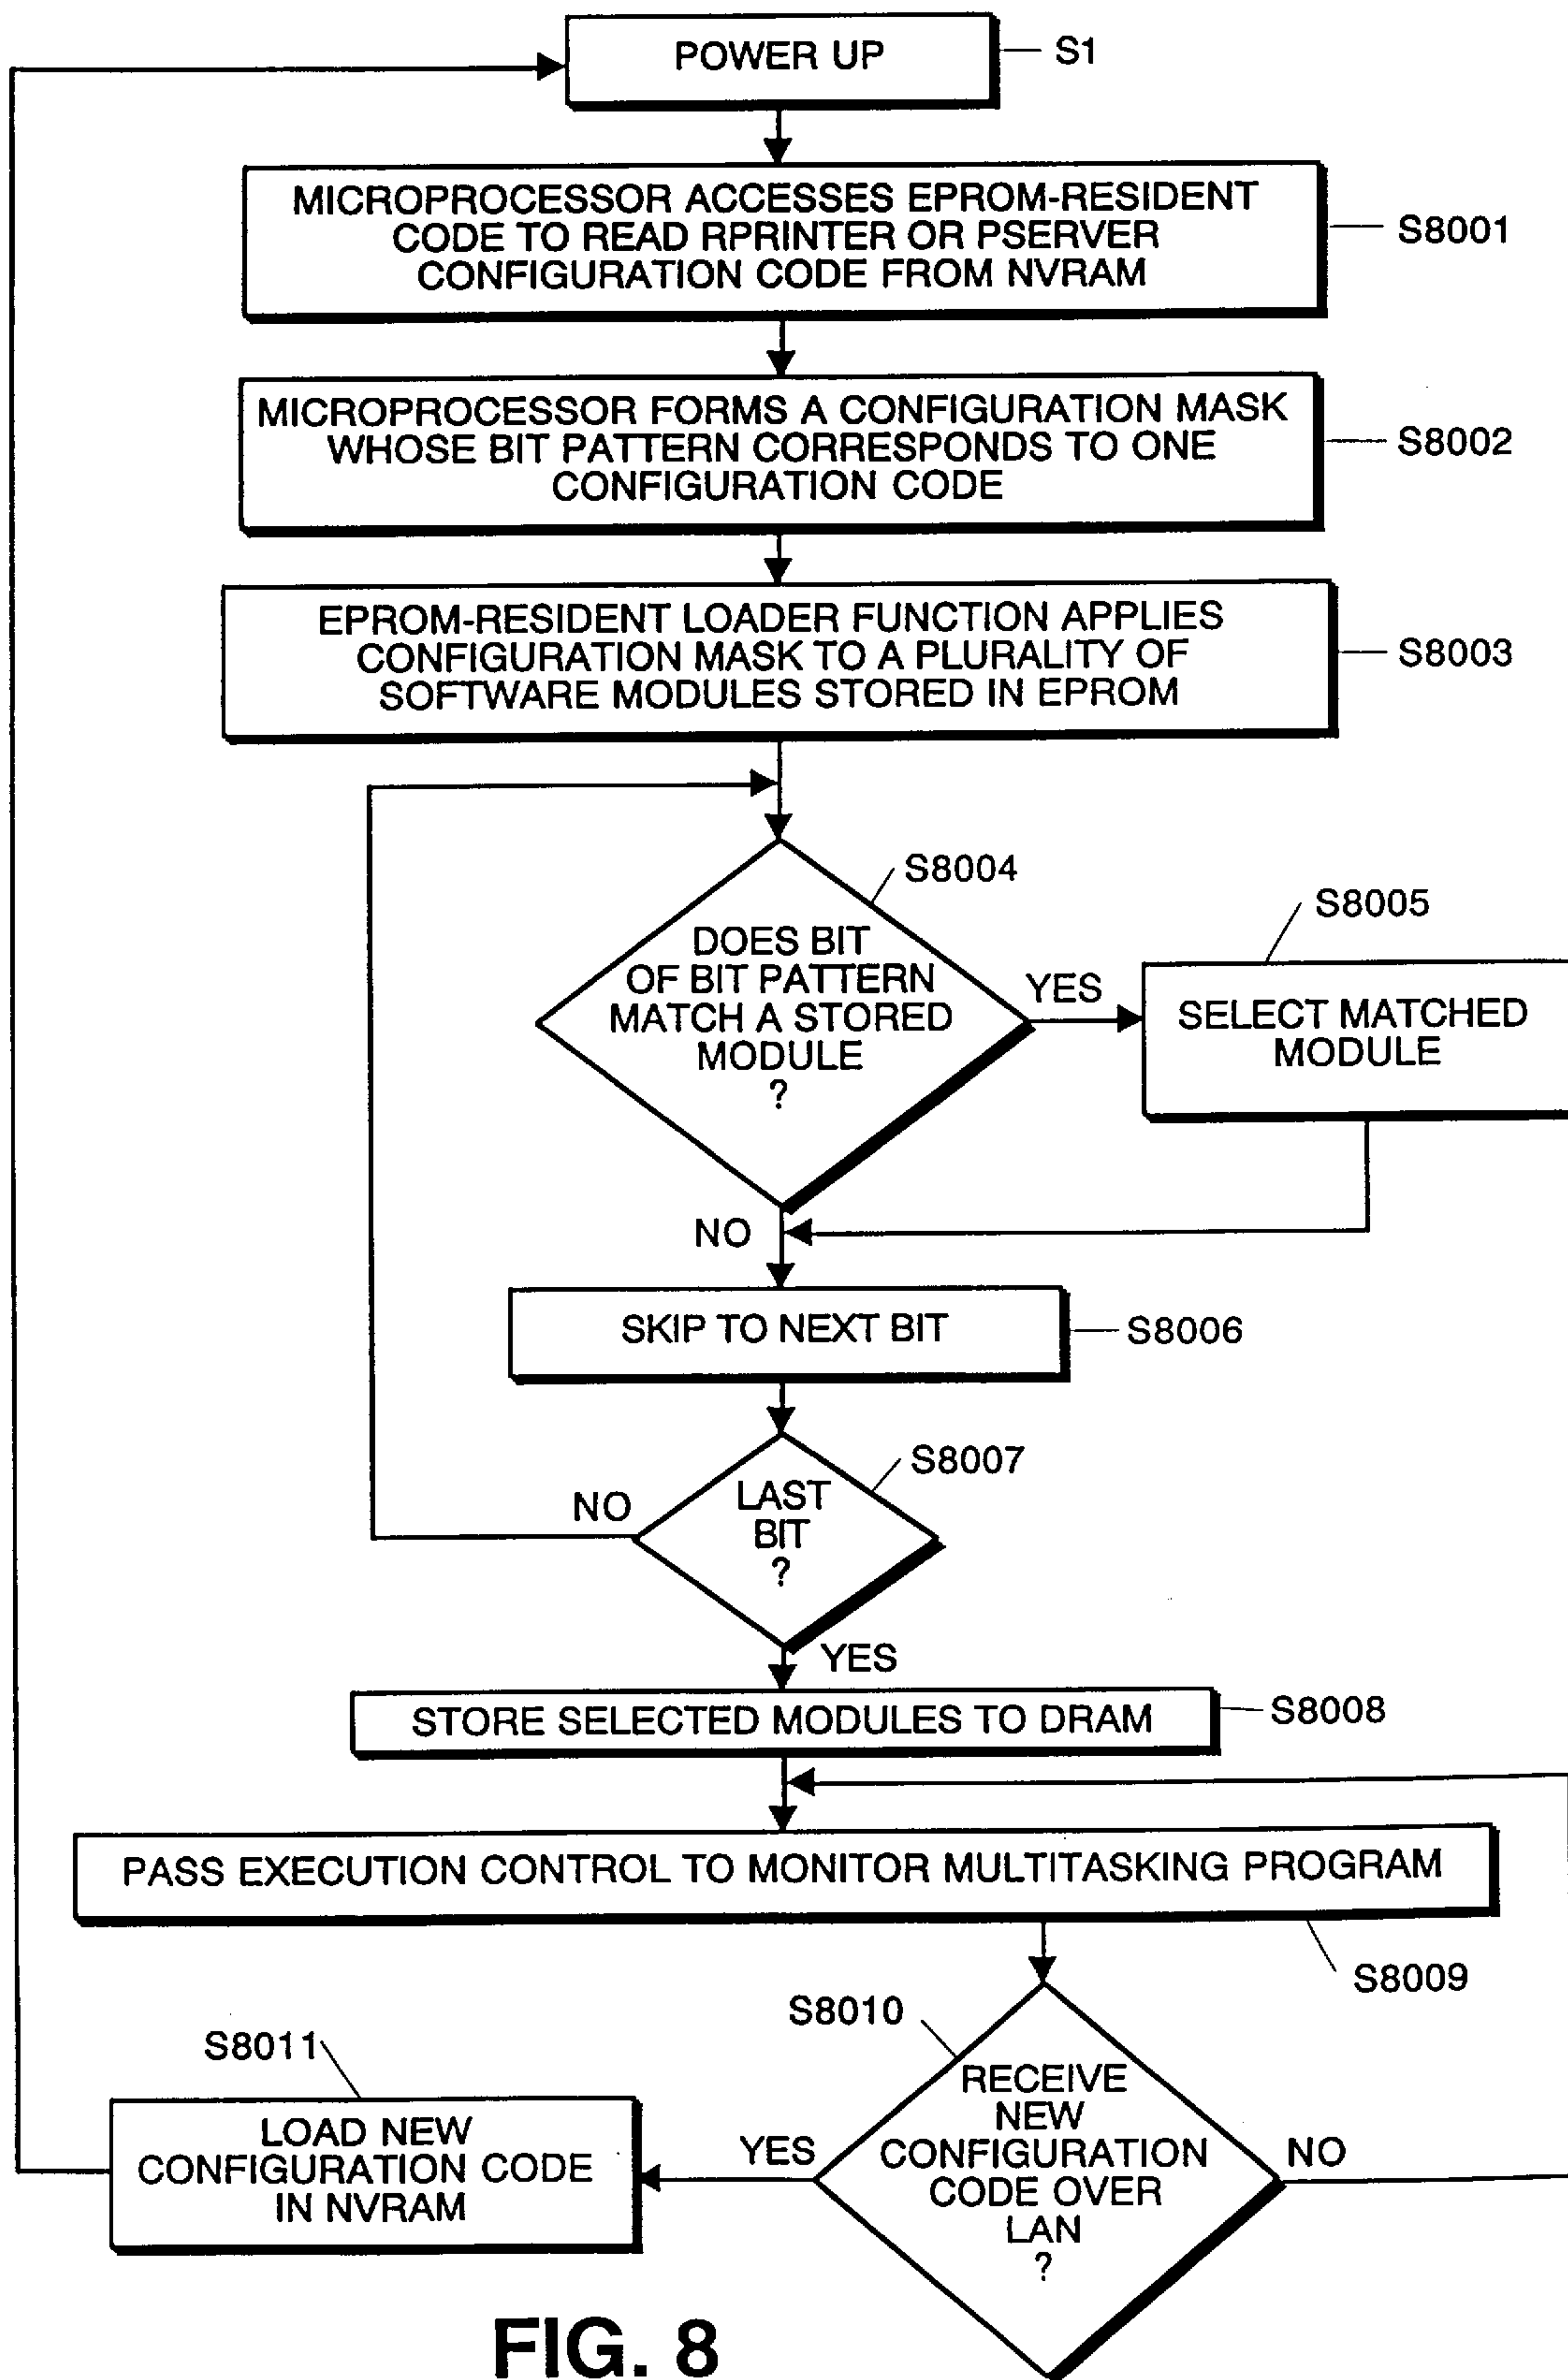 POWER UP
S1
MICROPROCESSOR ACCESSES EPROM-RESIDENT
CODE TO READ RPRINTER OR PSERVER
CONFIGURATION CODE FROM NVRAM
S8001
MICROPROCESSOR FORMS A CONFIGURATION MASK
WHOSE BIT PATTERN CORRESPONDS TO ONE
CONFIGURATION CODE
S8002
EPROM-RESIDENT LOADER FUNCTION APPLIES
CONFIGURATION MASK TO A PLURALITY OF
SOFTWARE MODULES STORED IN EPROM
S8003
S8004
DOES BIT
OF BIT PATTERN
MATCH A STORED
MODULE
?
YES
S8005
SELECT MATCHED
MODULE
NO
SKIP TO NEXT BIT
S8006
S8007
LAST
BIT
?
NO
YES
STORE SELECTED MODULES TO DRAM
S8008
PASS EXECUTION CONTROL TO MONITOR MULTITASKING PROGRAM
S8009
S8010
RECEIVE
NEW
CONFIGURATION
CODE OVER
LAN
?
NO
YES
S8011
LOAD NEW
CONFIGURATION CODE
IN NVRAM
FIG. 8